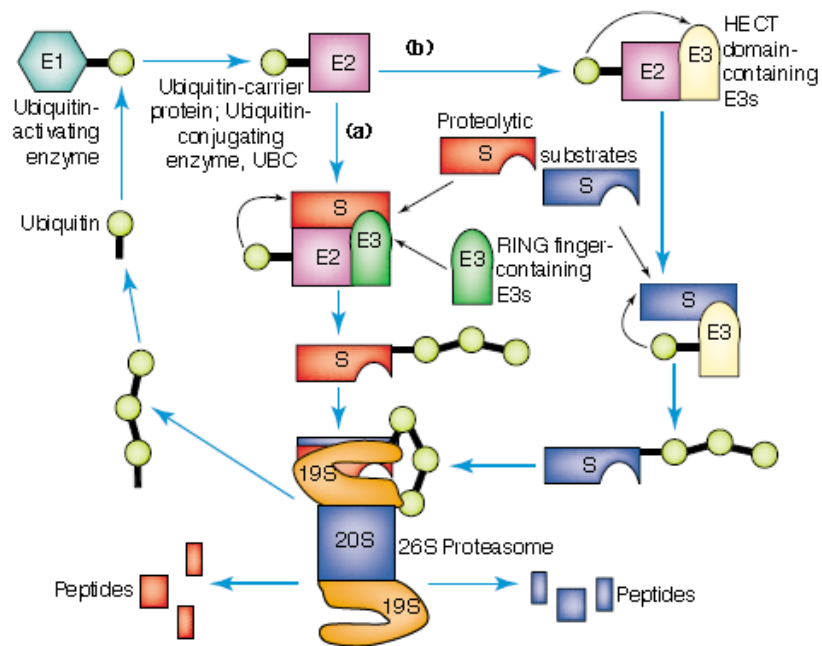 E1
Ubiquitin-
activating
enzyme
E2
Ubiquitin-carrier
protein; Ubiquitin-
conjugating
enzyme, UBC
(b)
E2
E3
HECT
domain-
containing
E3s
(a)
Proteolytic
substrates
S
S
Ubiquitin
S
E2
E3
E3
RING finger-
containing
E3s
S
E3
S
S
19S
20S
26S Proteasome
19S
Peptides
Peptides